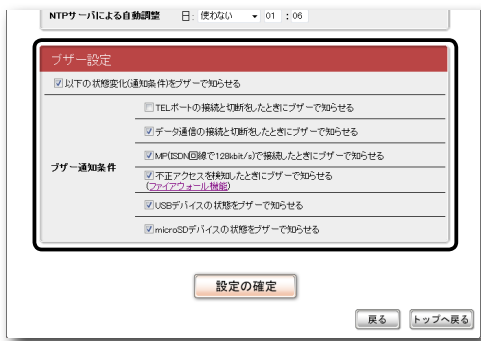 NTPサーバによる自動調整 日: 使わない 01 : 06
ブザー設定
以下の状態変化(通知条件)をブザーで知らせる
TELポートの接続と切断をしたときにブザーで知らせる
データ通信の接続と切断をしたときにブザーで知らせる
MP(ISDN回線で128kbit/s)で接続したときにブザーで知らせる
ブザー通知条件
不正アクセスを検知したときにブザーで知らせる
(ファイアウォール機能)
USBデバイスの状態をブザーで知らせる
microSDデバイスの状態をブザーで知らせる
設定の確定
戻る トップへ戻る